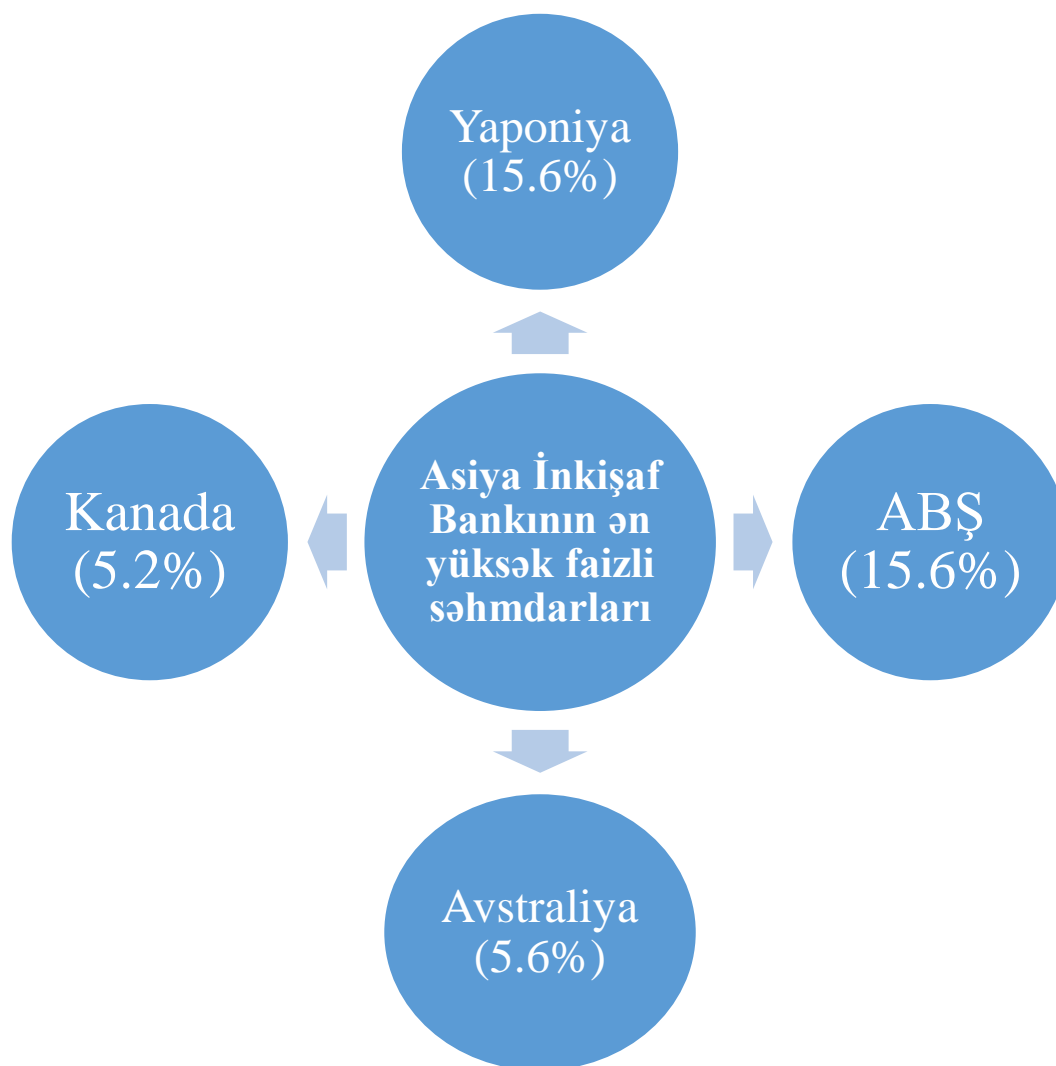 Yaponiya
(15.6%)
Kanada
(5.2%)
Asiya İnkişaf
Bankının ən
yüksək faizli
səhmdarları
ABŞ
(15.6%)
Avstraliya
(5.6%)